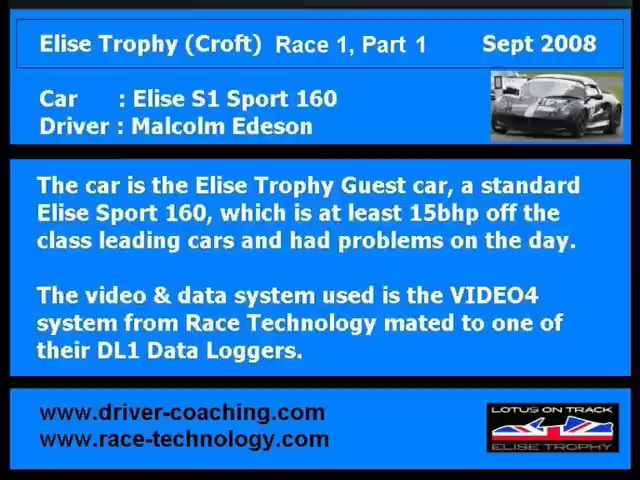 Elise Trophy (Croft) Race 1, Part 1 Sept 2008
Car : Elise S1 Sport 160
Driver : Malcolm Edeson
The car is the Elise Trophy Guest car, a standard
Elise Sport 160, which is at least 15bhp off the
class leading cars and had problems on the day.
The video & data system used is the VIDEO4
system from Race Technology mated to one of
their DL1 Data Loggers.
www.driver-coaching.com
www.race-technology.com
LOTUS ON TRACK
ELISE TROPHY